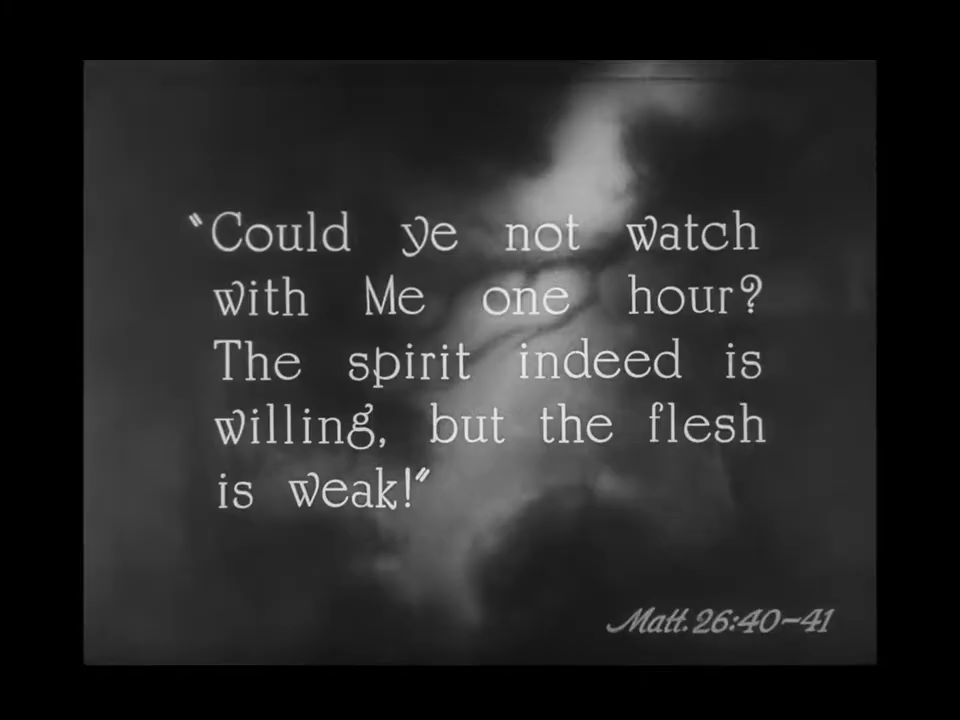 "Could ye not watch
with Me one hour?
The spirit indeed is
willing, but the flesh
is weak!"
Matt. 26:40-41